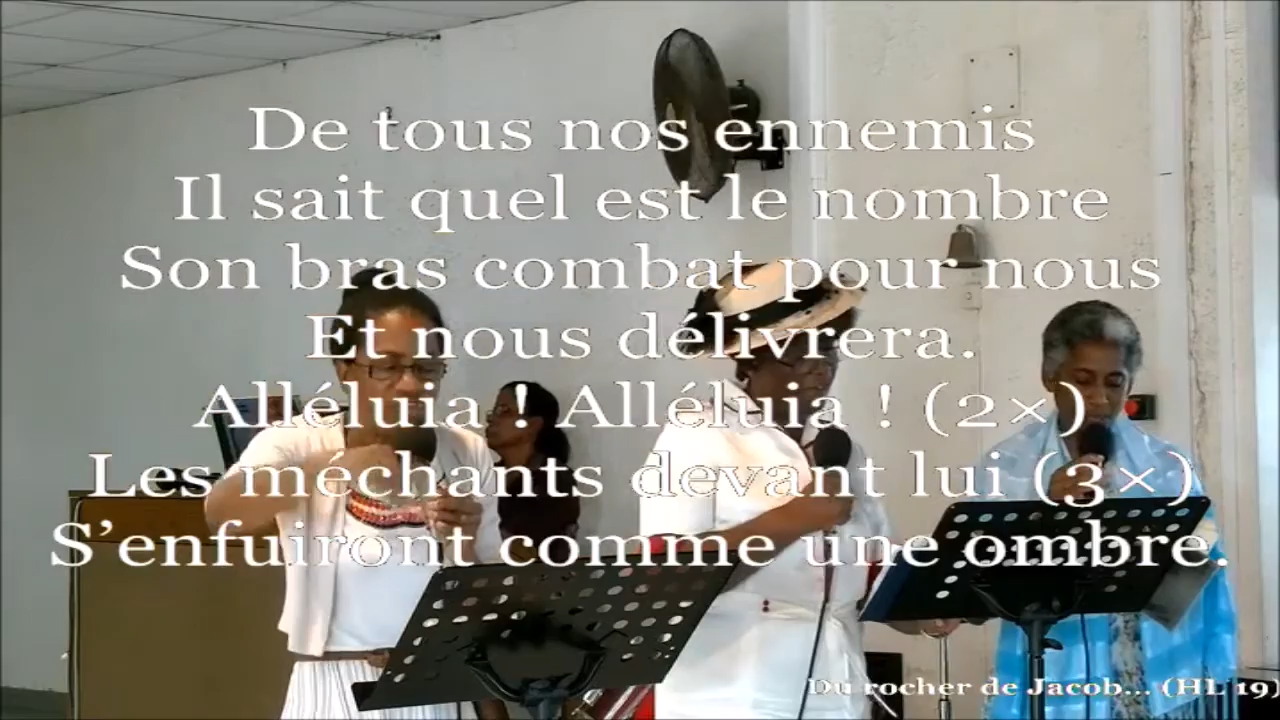 De tous nos ennemis
Il sait quel est le nombre
Son bras combat pour nous
Et nous délivrera.
Alléluia ! Alléluia ! (2×)
Les méchants devant lui (3×)
S’enfuiront comme une ombre.
Du rocher de Jacob... (HL 19)